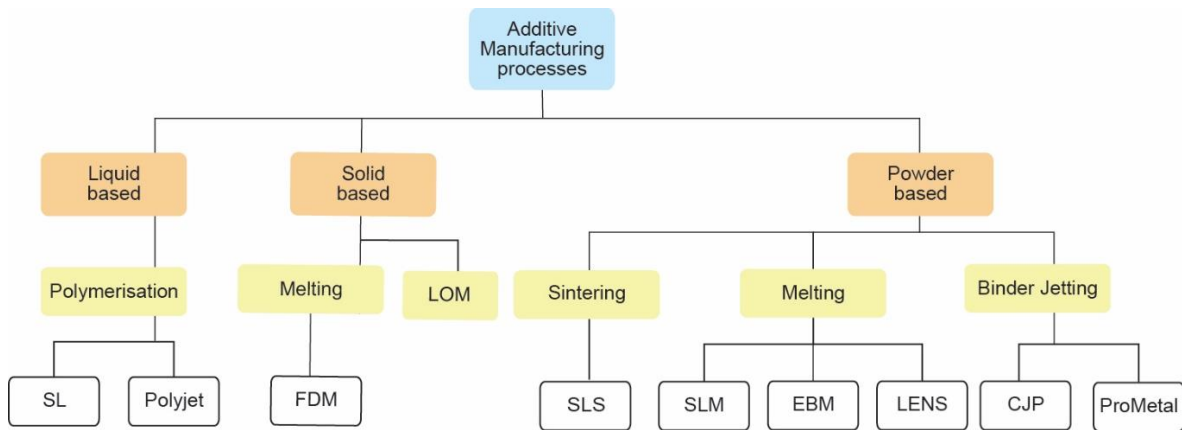 Additive
Manufacturing
processes
Liquid
based
Solid
based
Powder
based
Polymerisation
Melting
LOM
Sintering
Melting
Binder Jetting
SL
Polyjet
FDM
SLS
SLM
EBM
LENS
CJP
ProMetal